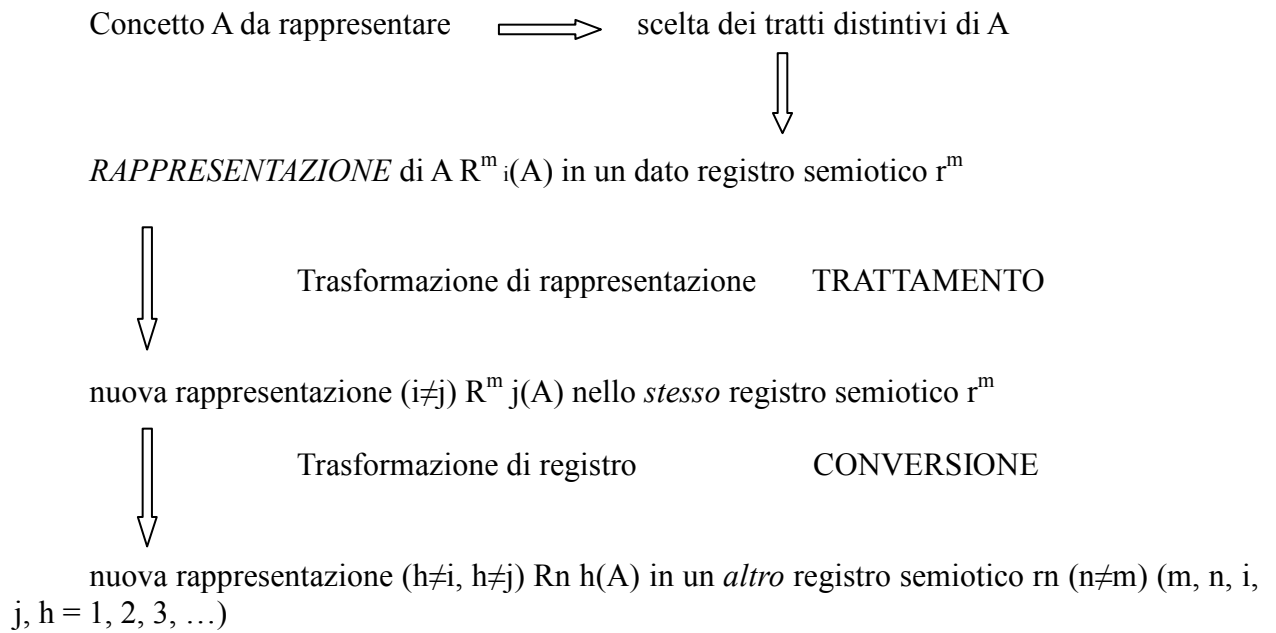 Concetto A da rappresentare scelta dei tratti distintivi di A
RAPPRESENTAZIONE di A R^m i(A) in un dato registro semiotico r^m
Trasformazione di rappresentazione TRATTAMENTO
nuova rappresentazione (i≠j) R^m j(A) nello stesso registro semiotico r^m
Trasformazione di registro CONVERSIONE
nuova rappresentazione (h≠i, h≠j) Rn h(A) in un altro registro semiotico rn (n≠m) (m, n, i,
j, h = 1, 2, 3, …)